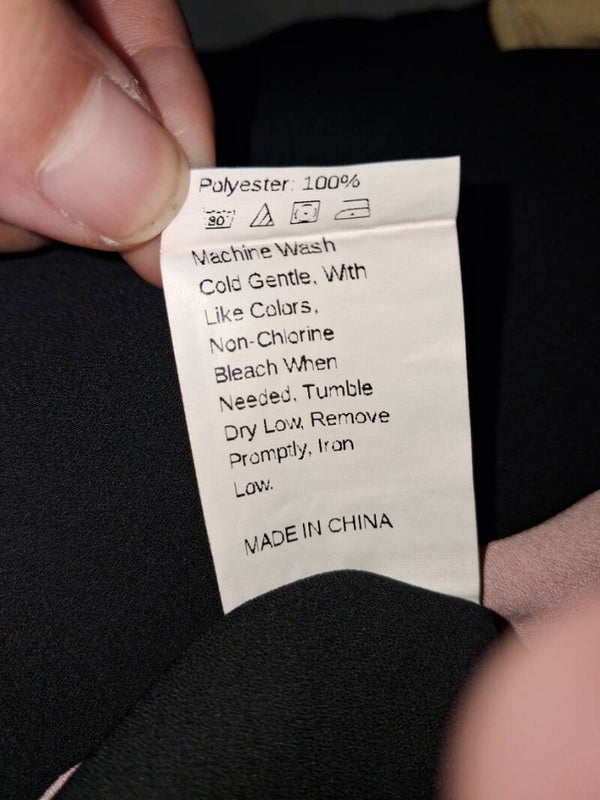 Polyester: 100%
30
Machine Wash
Cold Gentle, With
Like Colors,
Non-Chlorine
Bleach When
Needed, Tumble
Dry Low, Remove
Promptly, Iron
Low.
MADE IN CHINA